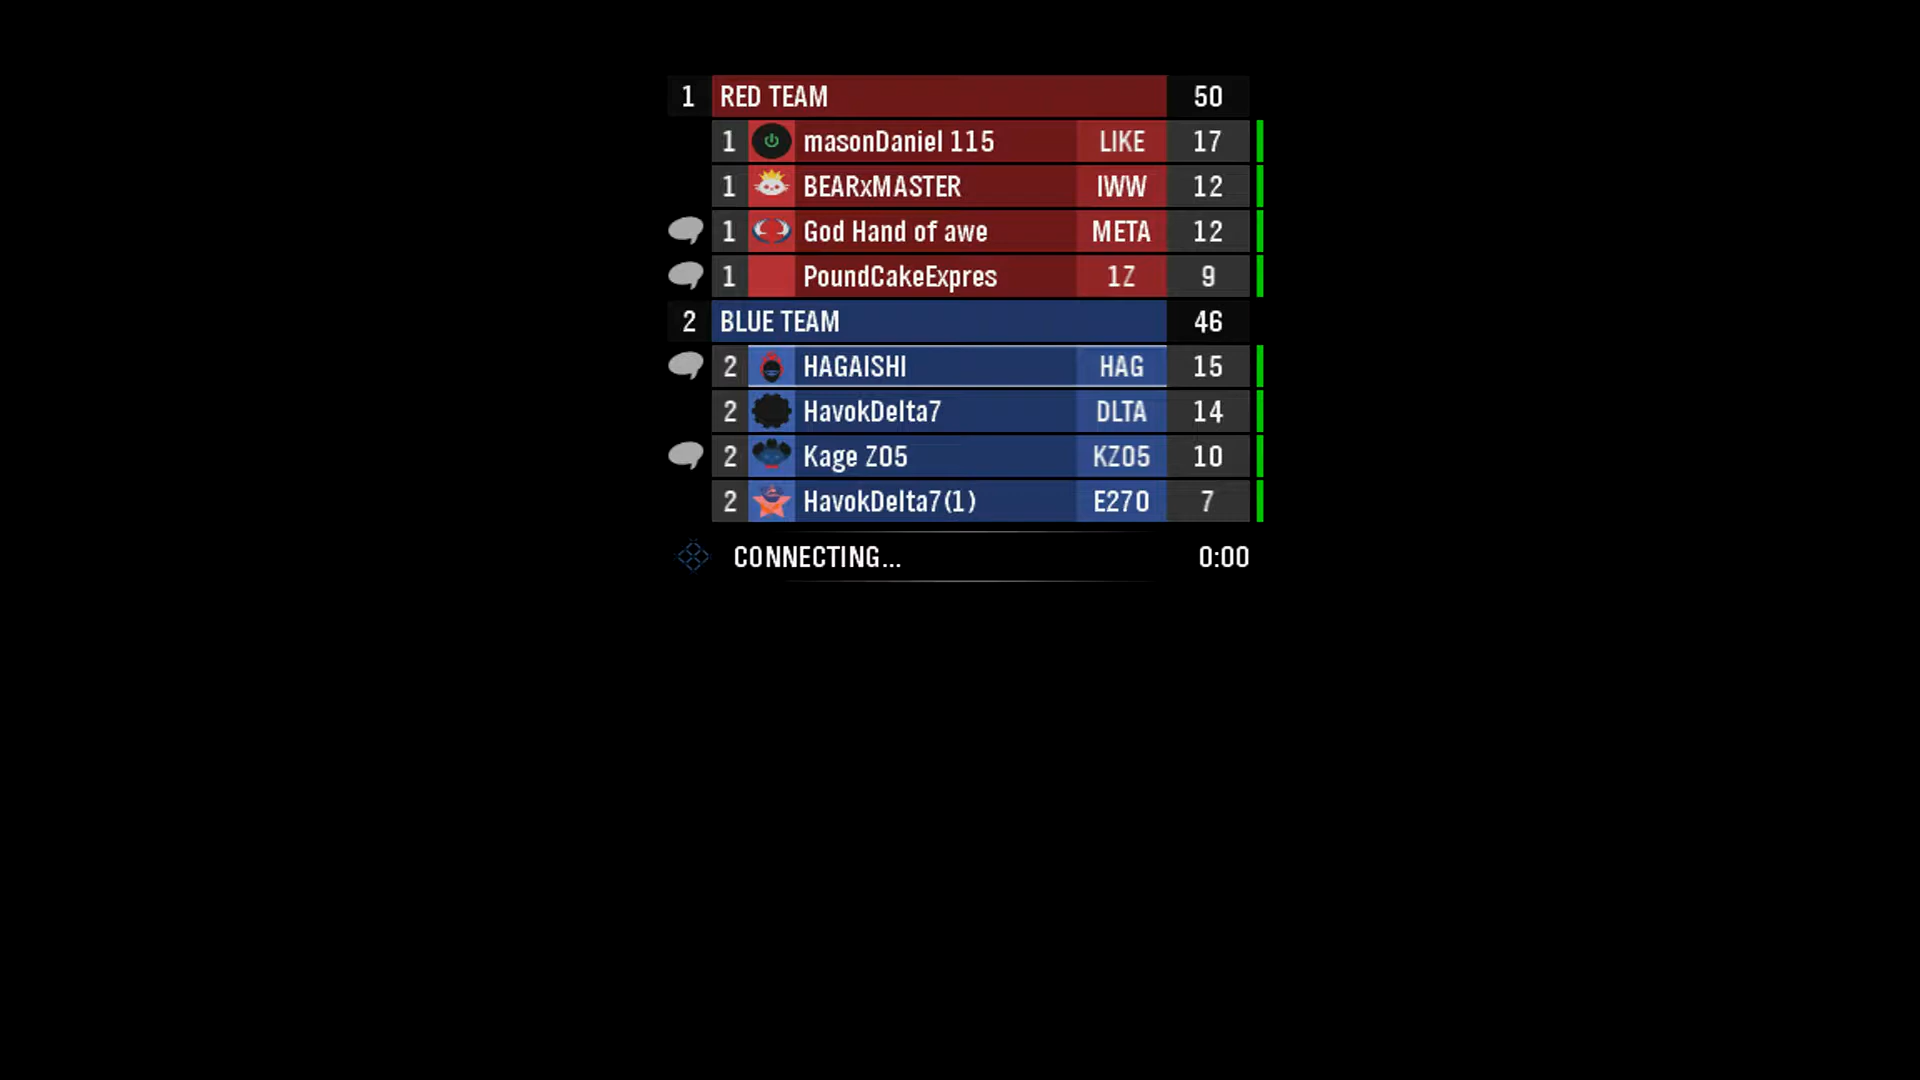 1 RED TEAM 50
1 masonDaniel 115 LIKE 17
1 BEARxMASTER IWW 12
1 God Hand of awe META 12
1 PoundCakeExpres 1Z 9
2 BLUE TEAM 46
2 HAGAISHI HAG 15
2 HavokDelta7 DLTA 14
2 Kage Z05 KZ05 10
2 HavokDelta7(1) E270 7
CONNECTING... 0:00